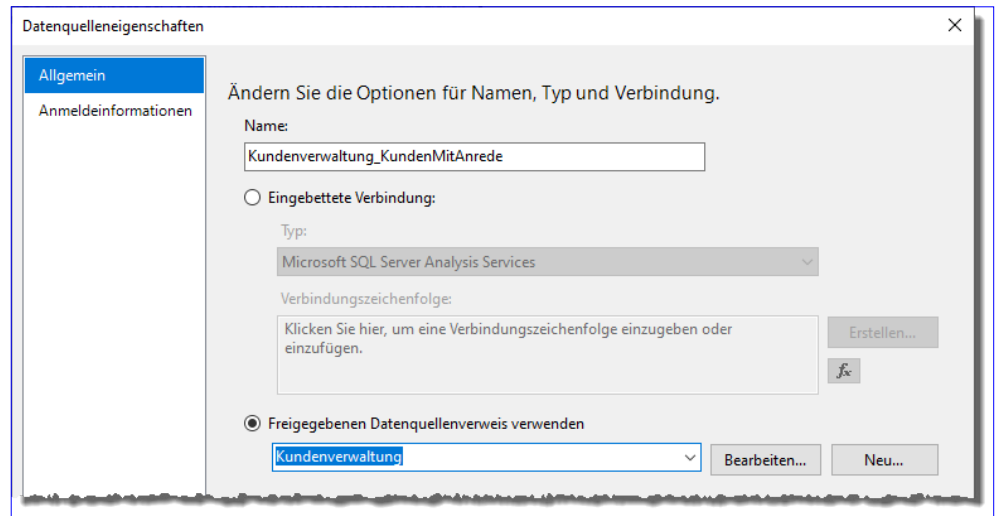 Datenquelleneigenschaften
Allgemein
Anmeldeinformationen
Ändern Sie die Optionen für Namen, Typ und Verbindung.
Name:
Kundenverwaltung_KundenMitAnrede
Eingebettete Verbindung:
Typ:
Microsoft SQL Server Analysis Services
Verbindungszeichenfolge:
Klicken Sie hier, um eine Verbindungszeichenfolge einzugeben oder
einzufügen.
Erstellen...
fx
Freigegebenen Datenquellenverweis verwenden
Kundenverwaltung
Bearbeiten...
Neu...